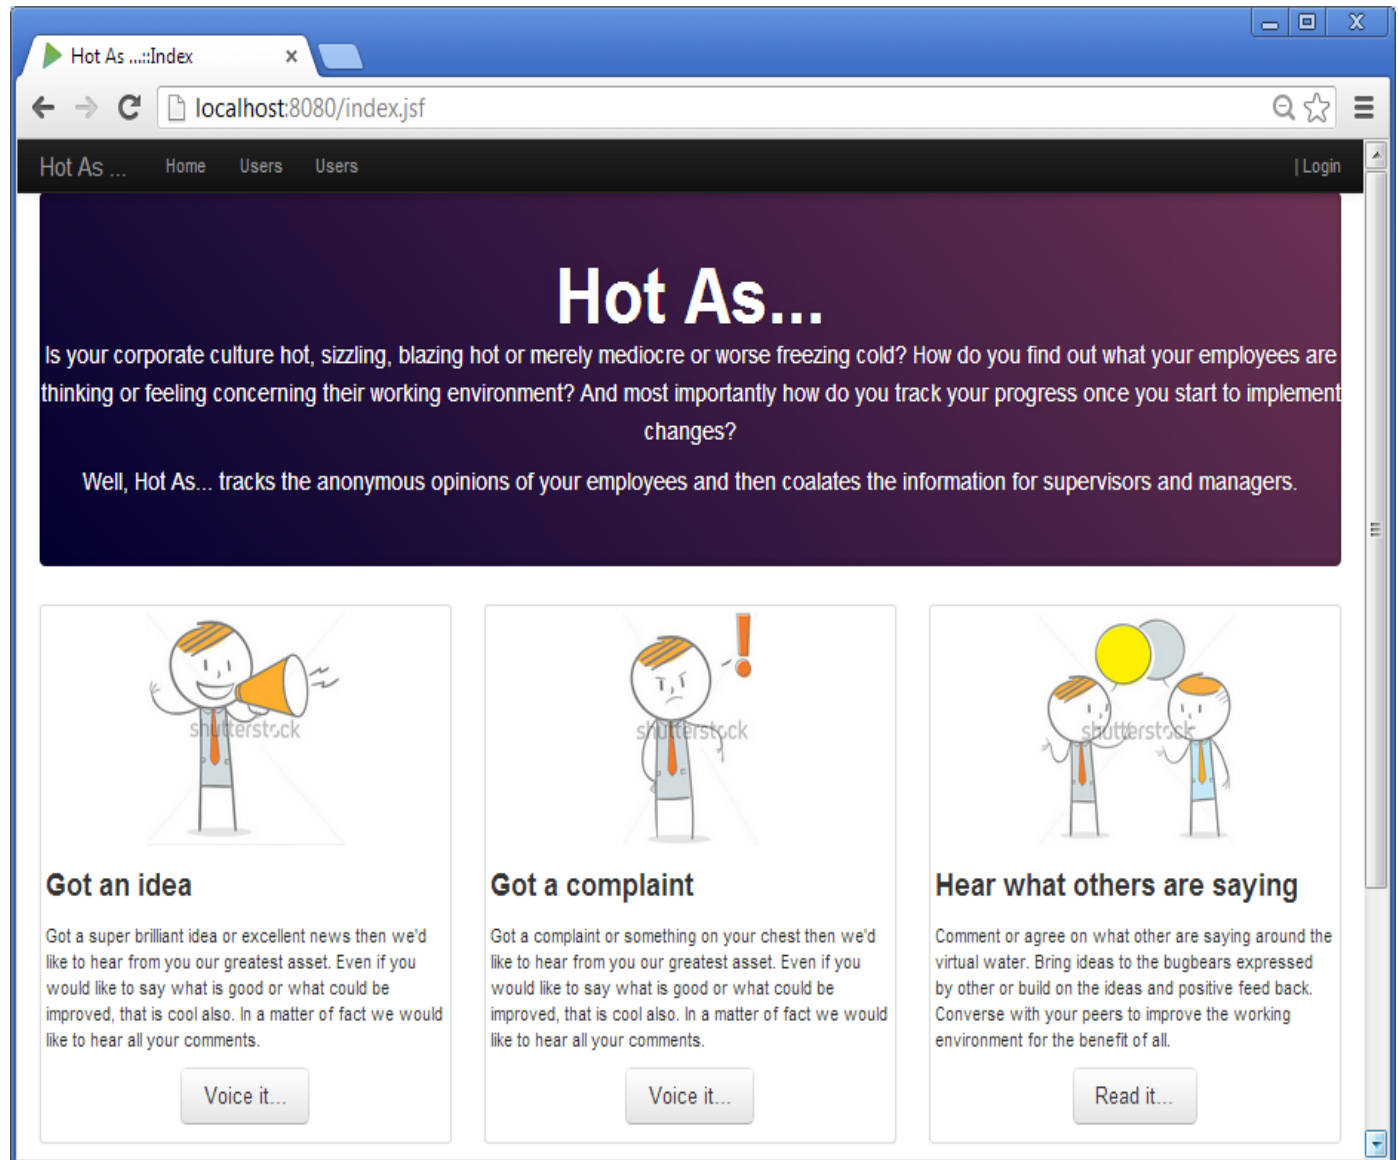 Hot As ...::Index
localhost:8080/index.jsf
Hot As ... Home Users Users | Login
Hot As...
Is your corporate culture hot, sizzling, blazing hot or merely mediocre or worse freezing cold? How do you find out what your employees are
thinking or feeling concerning their working environment? And most importantly how do you track your progress once you start to implement
changes?
Well, Hot As... tracks the anonymous opinions of your employees and then coalates the information for supervisors and managers.
shutterstock
Got an idea
Got a super brilliant idea or excellent news then we'd
like to hear from you our greatest asset. Even if you
would like to say what is good or what could be
improved, that is cool also. In a matter of fact we would
like to hear all your comments.
Voice it...
shutterstock
Got a complaint
Got a complaint or something on your chest then we'd
like to hear from you our greatest asset. Even if you
would like to say what is good or what could be
improved, that is cool also. In a matter of fact we would
like to hear all your comments.
Voice it...
shutterstock
Hear what others are saying
Comment or agree on what other are saying around the
virtual water. Bring ideas to the bugbears expressed
by other or build on the ideas and positive feed back.
Converse with your peers to improve the working
environment for the benefit of all.
Read it...